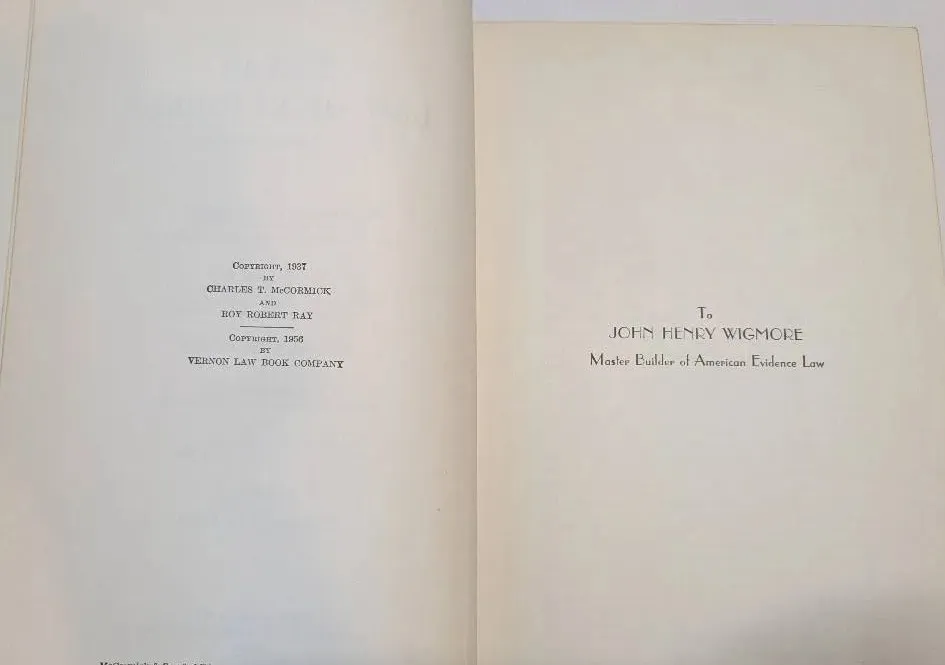 COPYRIGHT, 1937
BY
CHARLES T. McCORMICK
AND
ROY ROBERT RAY
COPYRIGHT, 1956
BY
VERNON LAW BOOK COMPANY
To
JOHN HENRY WIGMORE
Master Builder of American Evidence Law